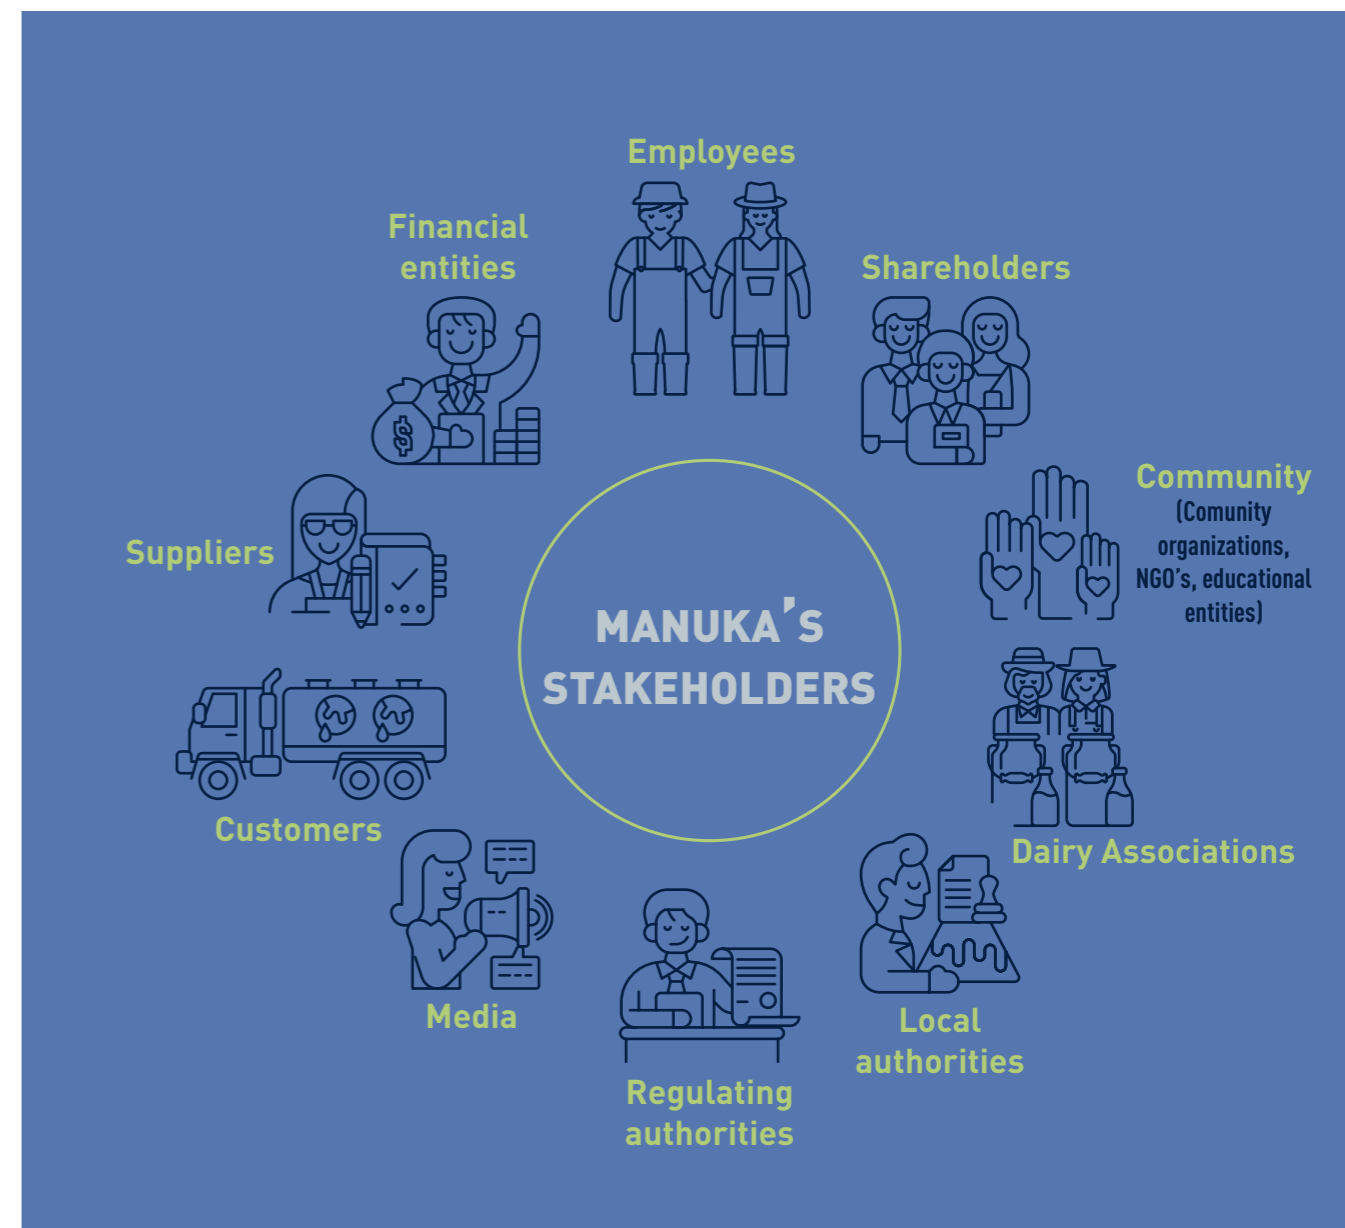 Employees
Financial
entities
Shareholders
Community
(Comunity
organizations,
NGO's, educational
entities)
Suppliers
MANUKA'S
STAKEHOLDERS
$
Customers
Dairy Associations
Media
Local
authorities
Regulating
authorities